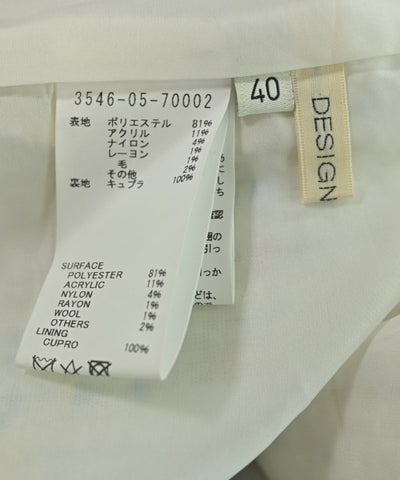 3546-05-70002
表地 ポリエステル 81%
アクリル 11%
ナイロン 4%
レーヨン 1%
毛 1%
その他 2%
裏地 キュプラ 100%
SURFACE
POLYESTER 81%
ACRYLIC 11%
NYLON 4%
RAYON 1%
WOOL 1%
OTHERS 2%
LINING
CUPRO 100%
40
DESIGN